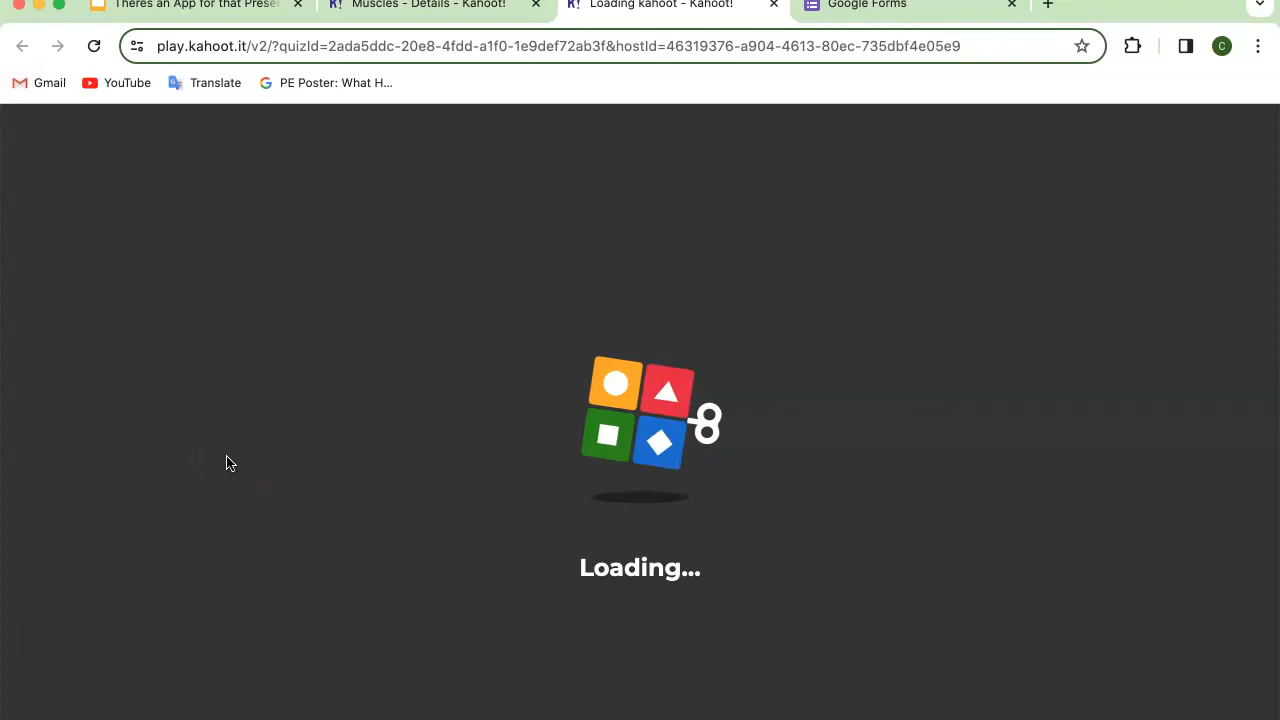 Theres an App for that Prese
Muscles - Details - Kahoot!
Loading kahoot - Kahoot!
Google Forms
play.kahoot.it/v2/?quizId=2ada5ddc-20e8-4fdd-a1f0-1e9def72ab3f&hostId=46319376-a904-4613-80ec-735dbf4e05e9
C
Gmail
YouTube
Translate
PE Poster: What H...
Loading...